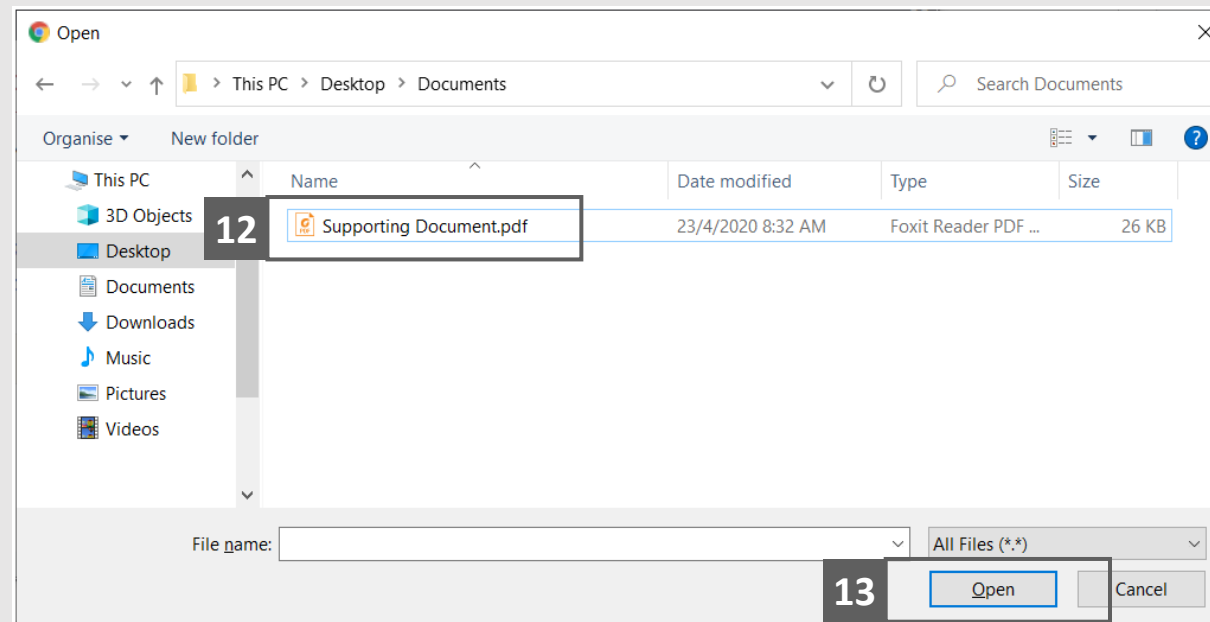 Open
This PC > Desktop > Documents
Search Documents
Organise
New folder
?
This PC
3D Objects
Desktop
Documents
Downloads
Music
Pictures
Videos
Name
Date modified
Type
Size
12
Supporting Document.pdf
23/4/2020 8:32 AM
Foxit Reader PDF ...
26 KB
File name:
All Files (*.*)
13
Open
Cancel